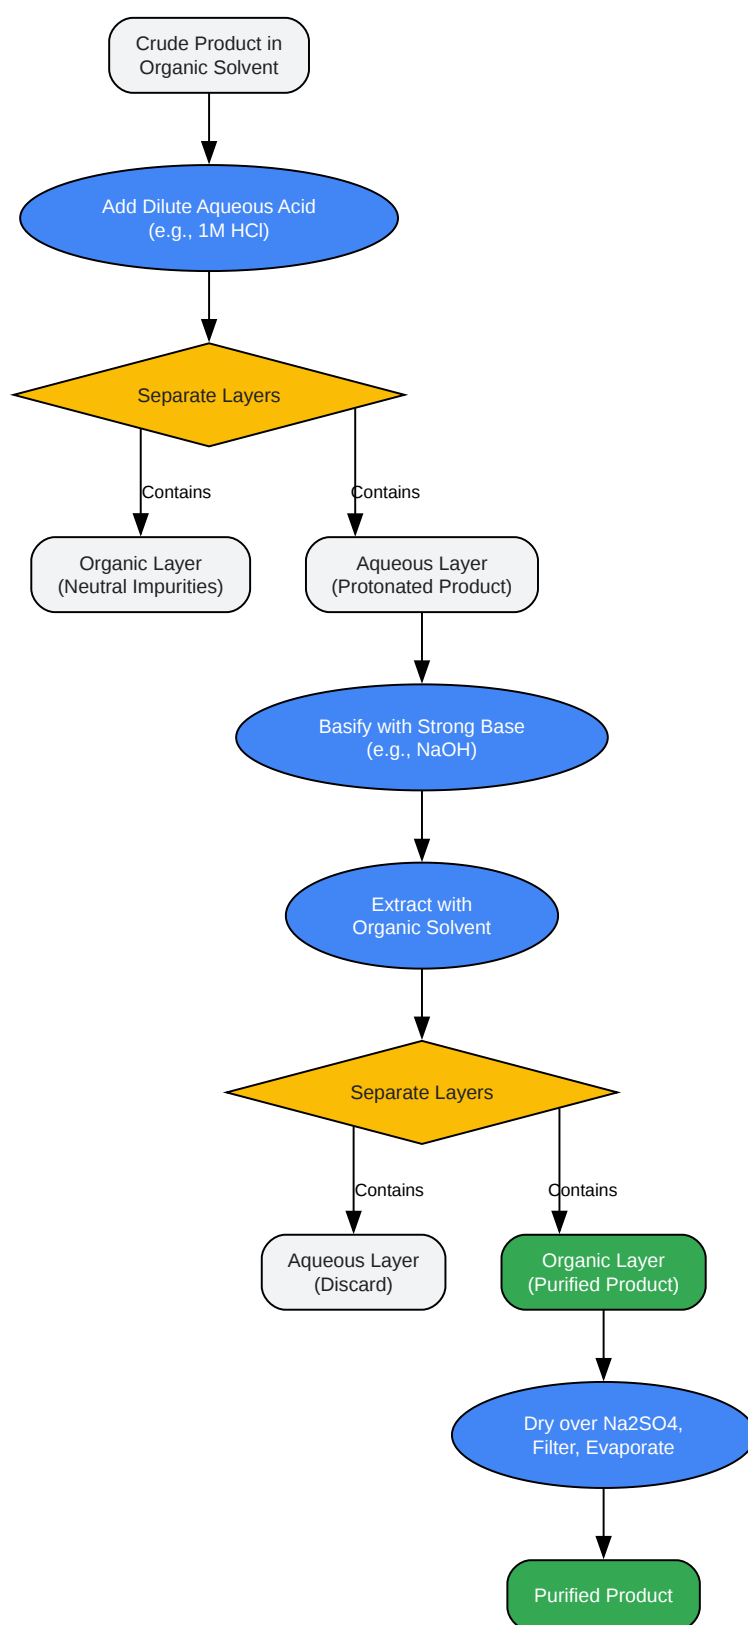 Crude Product in
Organic Solvent
Add Dilute Aqueous Acid
(e.g., 1M HCl)
Separate Layers
Contains
Contains
Organic Layer
(Neutral Impurities)
Aqueous Layer
(Protonated Product)
Basify with Strong Base
(e.g., NaOH)
Extract with
Organic Solvent
Separate Layers
Contains
Contains
Aqueous Layer
(Discard)
Organic Layer
(Purified Product)
Dry over Na2SO4,
Filter, Evaporate
Purified Product